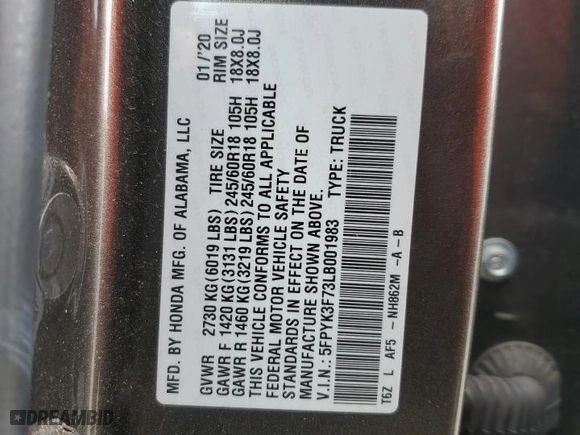 MFD. BY HONDA MFG. OF ALABAMA, LLC 01/'20
GVWR 2730 KG (6019 LBS) TIRE SIZE RIM SIZE
GAWR F 1420 KG (3131 LBS) 245/60R18 105H 18X8.0J
GAWR R 1460 KG (3219 LBS) 245/60R18 105H 18X8.0J
THIS VEHICLE CONFORMS TO ALL APPLICABLE
FEDERAL MOTOR VEHICLE SAFETY
STANDARDS IN EFFECT ON THE DATE OF
MANUFACTURE SHOWN ABOVE.
V.I.N.: 5FPYK3F73LB001983 TYPE: TRUCK
T6Z L AF5 -NH862M -A-B
© DREAMBID